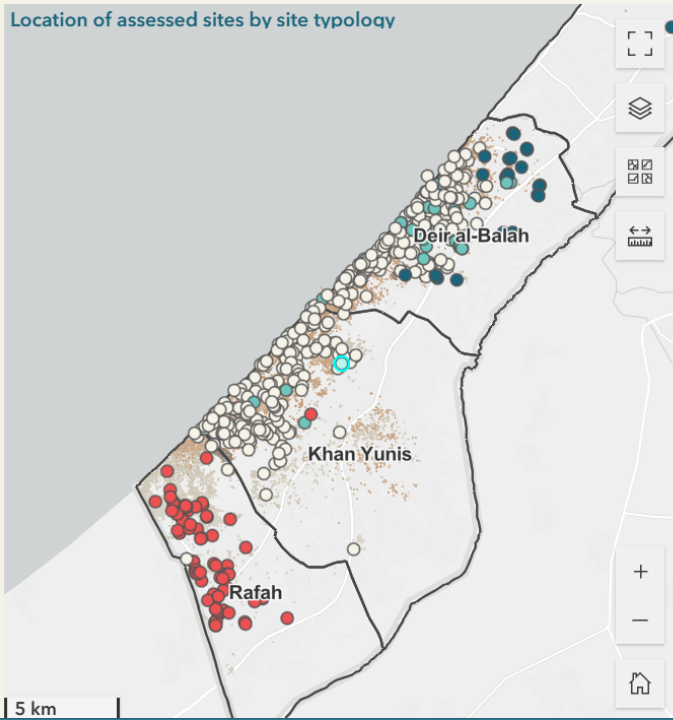 Location of assessed sites by site typology
Deir al-Balah
Khan Yunis
Rafah
5 km